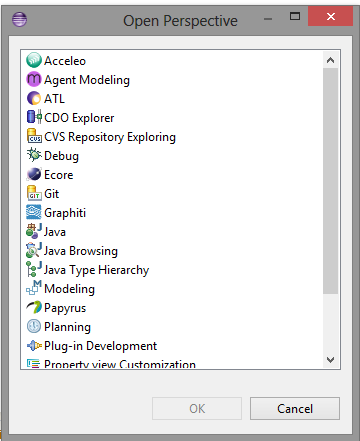 Open Perspective
Acceleo
Agent Modeling
ATL
CDO Explorer
CVS Repository Exploring
Debug
Ecore
Git
Graphiti
Java
Java Browsing
Java Type Hierarchy
Modeling
Papyrus
Planning
Plug-in Development
Property view Customization
OK
Cancel